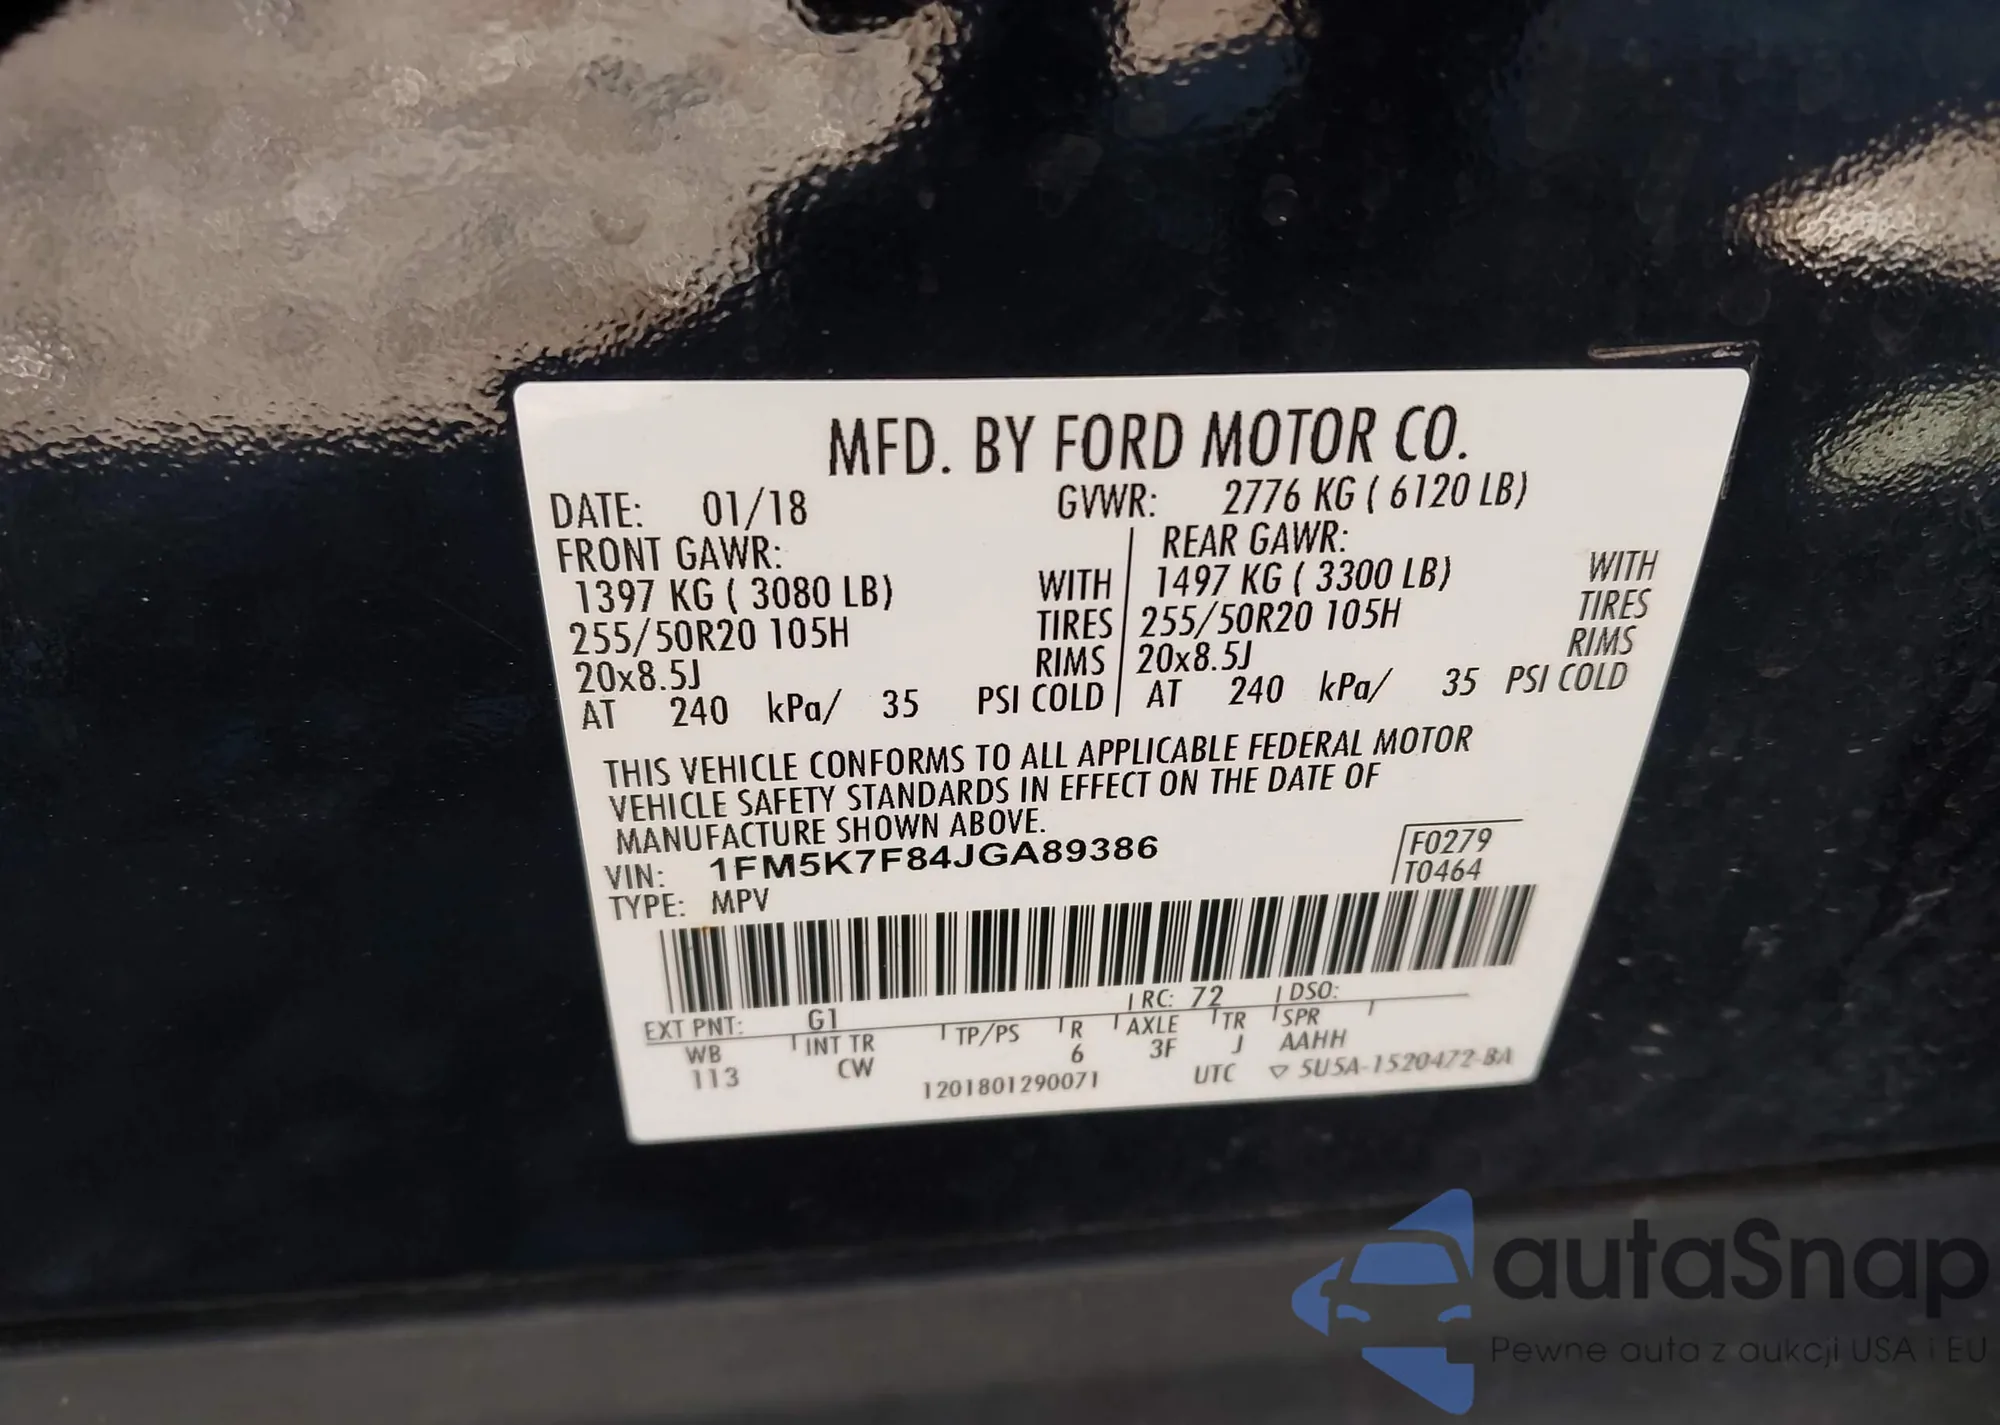 MFD. BY FORD MOTOR CO.
DATE: 01/18 GVWR: 2776 KG ( 6120 LB)
FRONT GAWR: REAR GAWR:
1397 KG ( 3080 LB) WITH 1497 KG ( 3300 LB) WITH
255/50R20 105H TIRES 255/50R20 105H TIRES
20x8.5J RIMS 20x8.5J RIMS
AT 240 kPa/ 35 PSI COLD AT 240 kPa/ 35 PSI COLD
THIS VEHICLE CONFORMS TO ALL APPLICABLE FEDERAL MOTOR
VEHICLE SAFETY STANDARDS IN EFFECT ON THE DATE OF
MANUFACTURE SHOWN ABOVE.
VIN: 1FM5K7F84JGA89386 F0279
TYPE: MPV T0464
EXT PNT: G1 RC: 72 DSO:
WB INT TR TP/PS R AXLE TR SPR
113 CW 6 3F J AAHH
1201801290071 UTC ▽ 5U5A-1520472-BA
autaSnap
Pewne auta z aukcji USA i EU